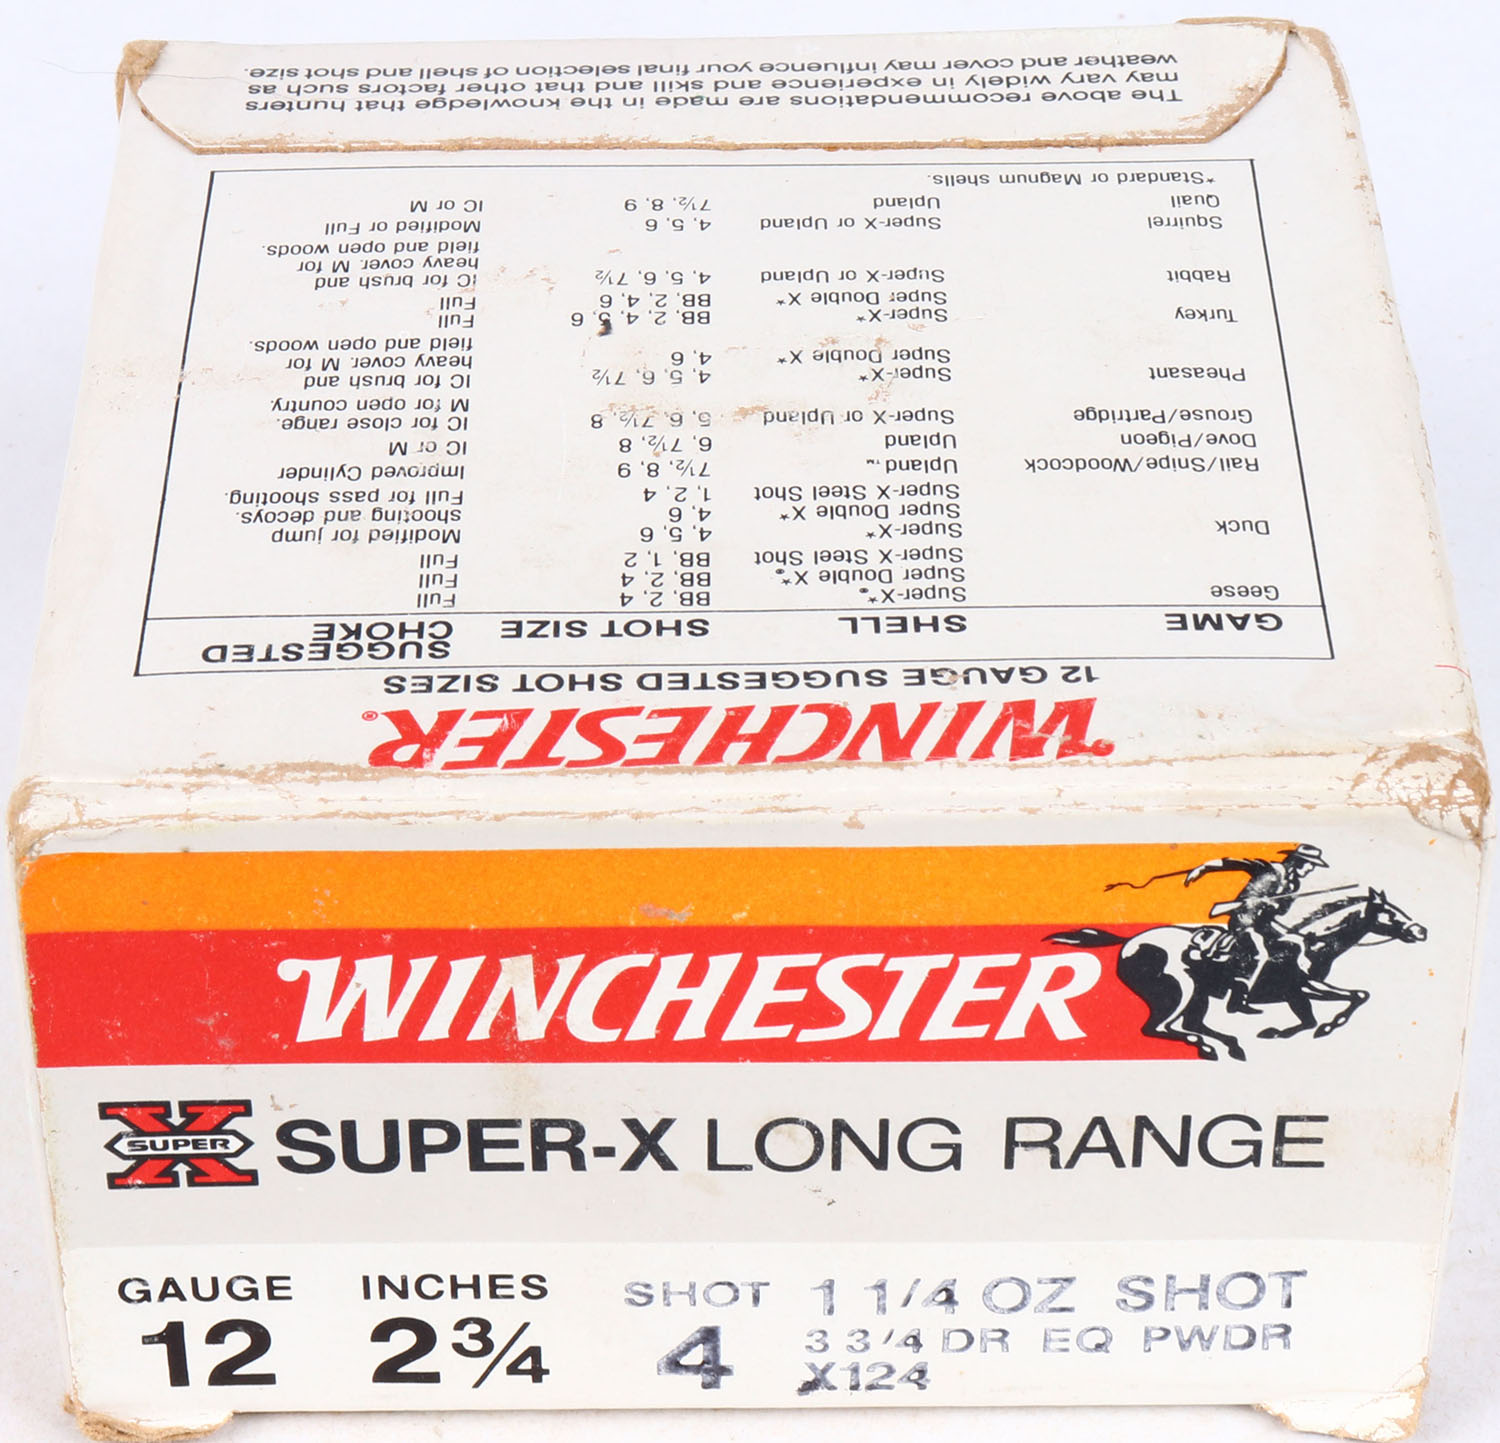 WINCHESTER®
12 GAUGE SUGGESTED SHOT SIZES
GAME SHELL SHOT SIZE SUGGESTED CHOKE
Geese Super-X®* BB, 2, 4 Full
Super Double X®* BB, 2, 4 Full
Super-X Steel Shot BB, 1, 2 Full
Duck Super-X* 4, 5, 6 Modified for jump
Super Double X* 4, 6 shooting and decoys.
Super-X Steel Shot 1, 2, 4 Full for pass shooting.
Rail/Snipe/Woodcock Upland™ 7½, 8, 9 Improved Cylinder
Dove/Pigeon Upland 6, 7½, 8 IC or M
Grouse/Partridge Super-X or Upland 5, 6, 7½, 8 IC for close range.
M for open country.
Pheasant Super-X* 4, 5, 6, 7½ IC for brush and
Super Double X* 4, 6 heavy cover. M for
field and open woods.
Turkey Super-X* BB, 2, 4, 5, 6 Full
Super Double X* BB, 2, 4, 6 Full
Rabbit Super-X or Upland 4, 5, 6, 7½ IC for brush and
heavy cover. M for
field and open woods.
Squirrel Super-X or Upland 4, 5, 6 Modified or Full
Quail Upland 7½, 8, 9 IC or M
*Standard or Magnum shells.
The above recommendations are made in the knowledge that hunters
may vary widely in experience and skill and that other factors such as
weather and cover may influence your final selection of shell and shot size.
WINCHESTER
X SUPER SUPER-X LONG RANGE
GAUGE INCHES SHOT 1 1/4 OZ SHOT
12 2¾ 4 3 3/4 DR EQ PWDR
X124